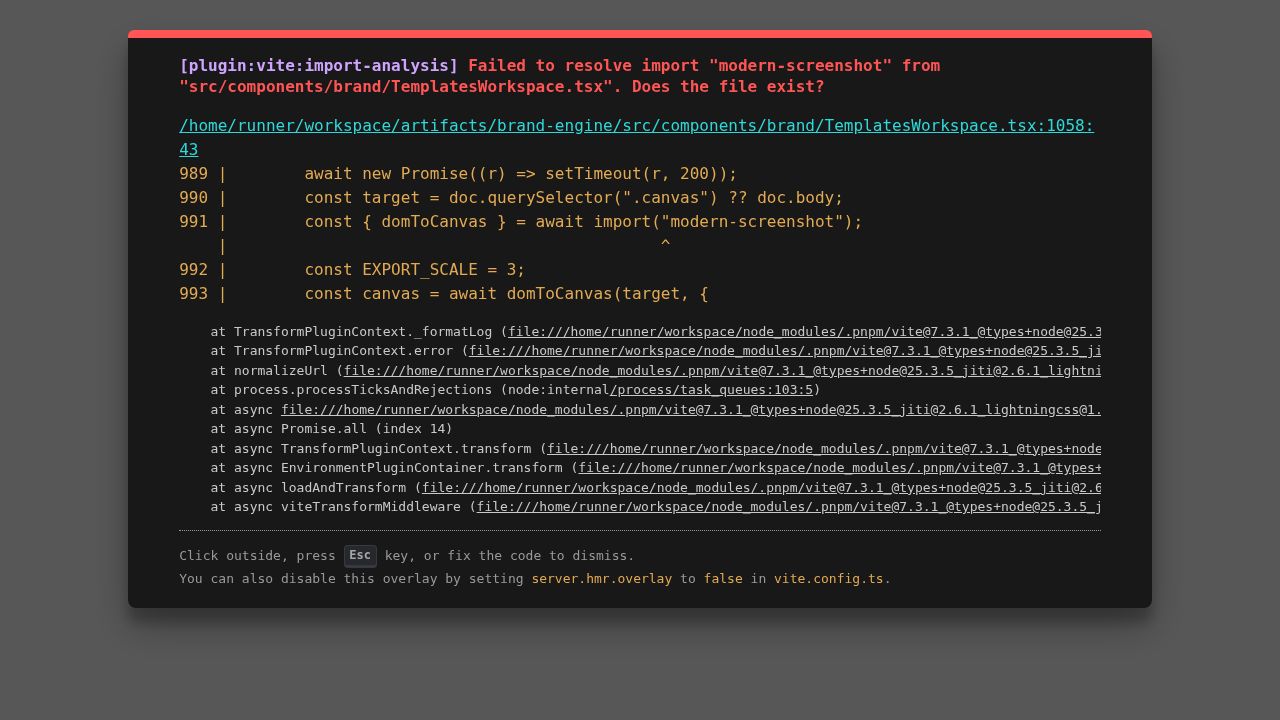 [plugin:vite:import-analysis] Failed to resolve import "modern-screenshot" from
"src/components/brand/TemplatesWorkspace.tsx". Does the file exist?
/home/runner/workspace/artifacts/brand-engine/src/components/brand/TemplatesWorkspace.tsx:1058:
43
989 |        await new Promise((r) => setTimeout(r, 200));
990 |        const target = doc.querySelector(".canvas") ?? doc.body;
991 |        const { domToCanvas } = await import("modern-screenshot");
    |                                             ^
992 |        const EXPORT_SCALE = 3;
993 |        const canvas = await domToCanvas(target, {
at TransformPluginContext._formatLog (file:///home/runner/workspace/node_modules/.pnpm/vite@7.3.1_@types+node@25.3
at TransformPluginContext.error (file:///home/runner/workspace/node_modules/.pnpm/vite@7.3.1_@types+node@25.3.5_ji
at normalizeUrl (file:///home/runner/workspace/node_modules/.pnpm/vite@7.3.1_@types+node@25.3.5_jiti@2.6.1_lightni
at process.processTicksAndRejections (node:internal/process/task_queues:103:5)
at async file:///home/runner/workspace/node_modules/.pnpm/vite@7.3.1_@types+node@25.3.5_jiti@2.6.1_lightningcss@1.
at async Promise.all (index 14)
at async TransformPluginContext.transform (file:///home/runner/workspace/node_modules/.pnpm/vite@7.3.1_@types+node
at async EnvironmentPluginContainer.transform (file:///home/runner/workspace/node_modules/.pnpm/vite@7.3.1_@types+
at async loadAndTransform (file:///home/runner/workspace/node_modules/.pnpm/vite@7.3.1_@types+node@25.3.5_jiti@2.6
at async viteTransformMiddleware (file:///home/runner/workspace/node_modules/.pnpm/vite@7.3.1_@types+node@25.3.5_j
Click outside, press Esc key, or fix the code to dismiss.
You can also disable this overlay by setting server.hmr.overlay to false in vite.config.ts.